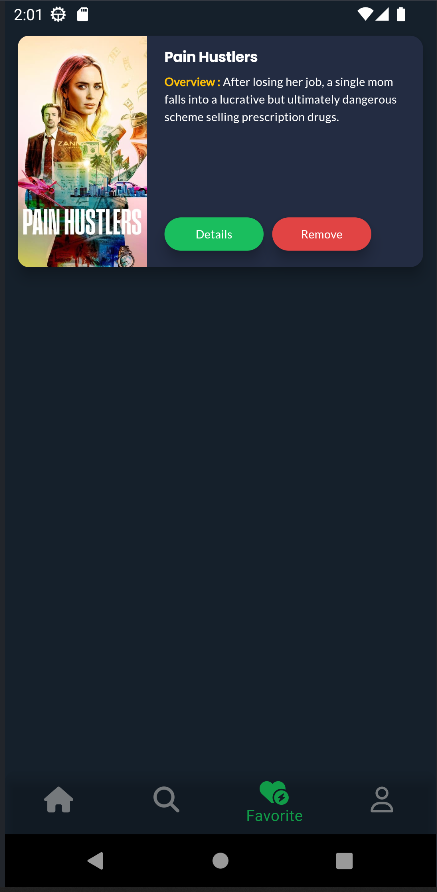 2:01
Pain Hustlers
Overview : After losing her job, a single mom
falls into a lucrative but ultimately dangerous
scheme selling prescription drugs.
ZANN
PAIN HUSTLERS
Details
Remove
Favorite